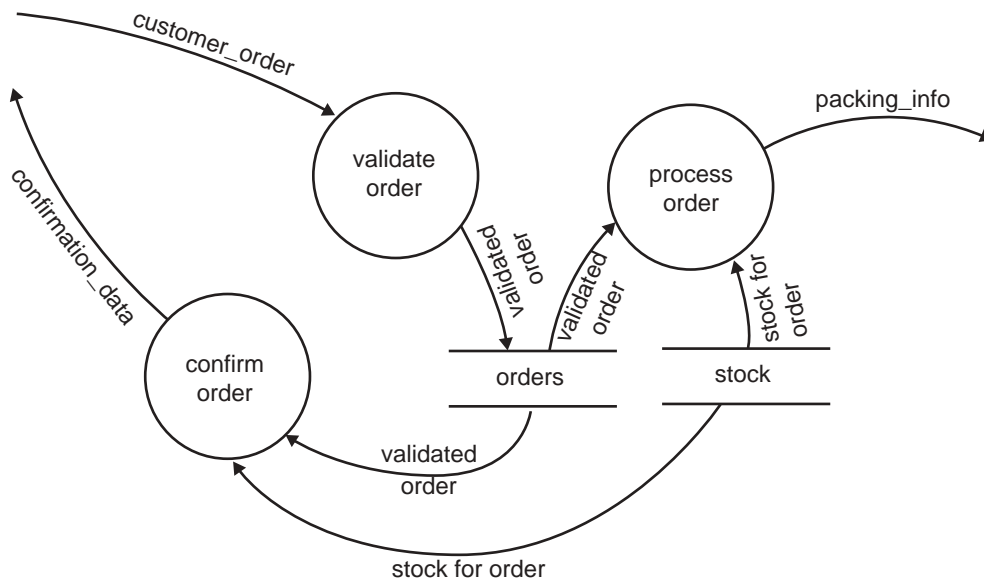 customer_order
packing_info
validate
order
process
order
confirmation_data
validated
order
validated
order
stock for
order
confirm
order
orders
stock
validated
order
stock for order